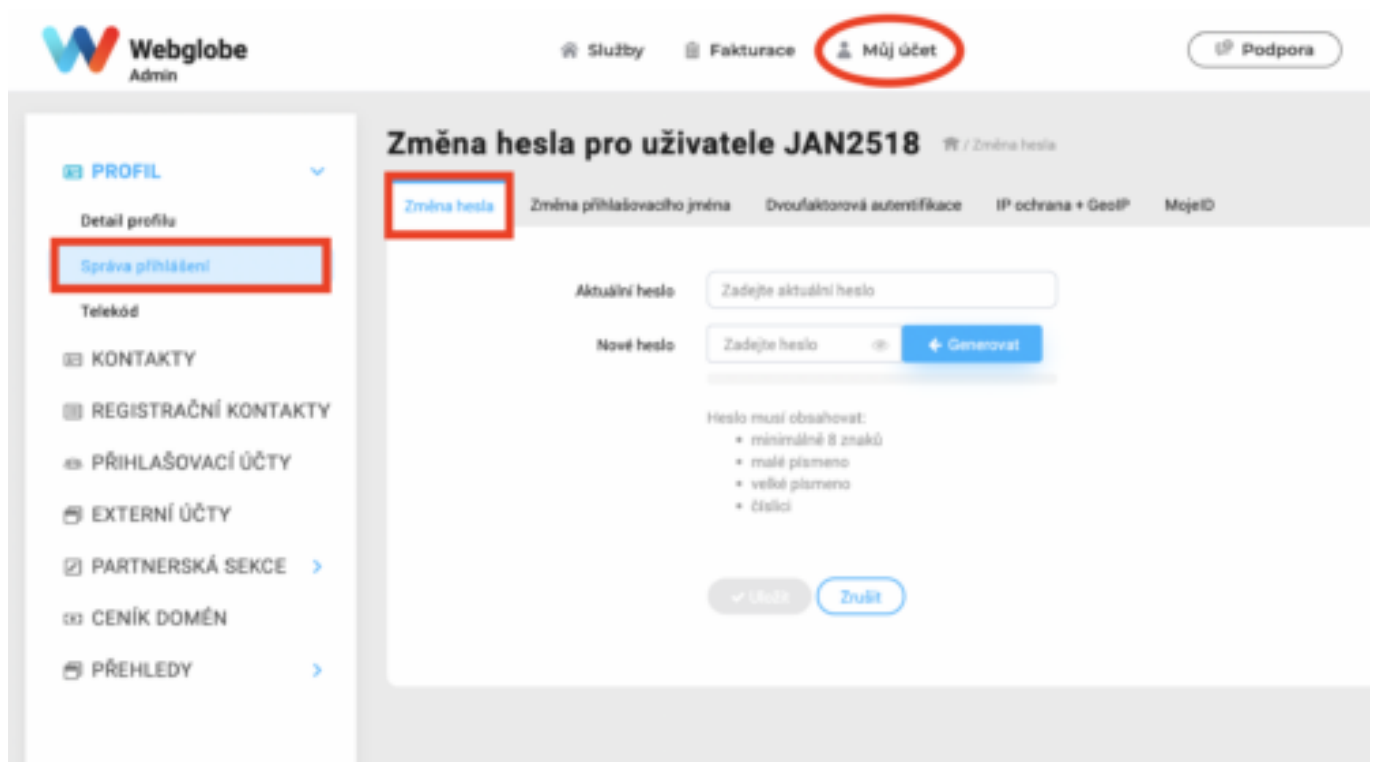 Webglobe
Admin
Služby
Fakturace
Můj účet
Podpora
PROFIL
Detail profilu
Správa přihlášení
Telekód
KONTAKTY
REGISTRAČNÍ KONTAKTY
PŘIHLAŠOVACÍ ÚČTY
EXTERNÍ ÚČTY
PARTNERSKÁ SEKCE
CENÍK DOMÉN
PŘEHLEDY
Změna hesla pro uživatele JAN2518
/ Změna hesla
Změna hesla
Změna přihlašovacího jména
Dvoufaktorová autentifikace
IP ochrana + GeoIP
MojeID
Aktuální heslo
Zadejte aktuální heslo
Nové heslo
Zadejte heslo
Generovat
Heslo musí obsahovat:
• minimálně 8 znaků
• malé písmeno
• velké písmeno
• číslici
Uložit
Zrušit